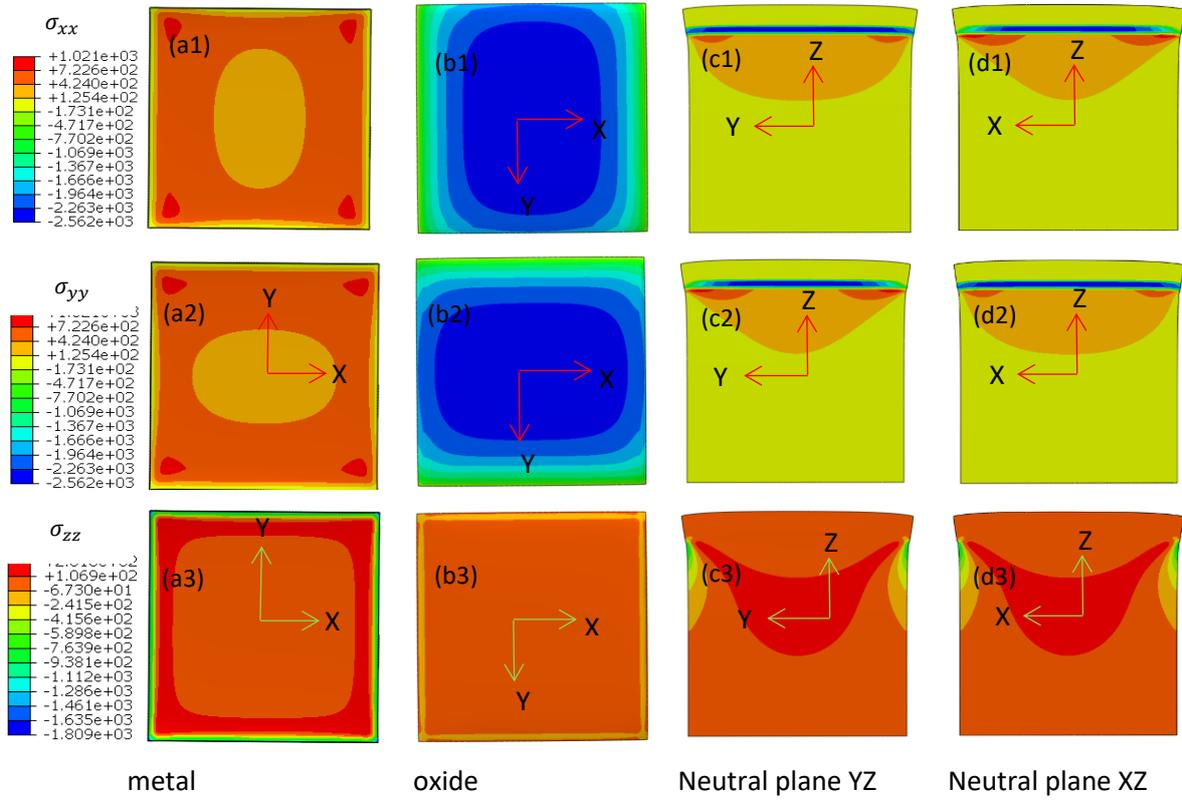 σxx
+1.021e+03
+7.226e+02
+4.240e+02
+1.254e+02
-1.731e+02
-4.717e+02
-7.702e+02
-1.069e+03
-1.367e+03
-1.666e+03
-1.964e+03
-2.263e+03
-2.562e+03
(a1)
(b1)
X
Y
(c1)
Z
Y
(d1)
Z
X
σyy
+7.226e+02
+4.240e+02
+1.254e+02
-1.731e+02
-4.717e+02
-7.702e+02
-1.069e+03
-1.367e+03
-1.666e+03
-1.964e+03
-2.263e+03
-2.562e+03
(a2)
Y
X
(b2)
X
Y
(c2)
Z
Y
(d2)
Z
X
σzz
+1.069e+02
-6.730e+01
-2.415e+02
-4.156e+02
-5.898e+02
-9.381e+02
-1.112e+03
-1.286e+03
-1.635e+03
-1.809e+03
(a3)
Y
X
(b3)
X
Y
(c3)
Z
Y
(d3)
Z
X
metal
oxide
Neutral plane YZ
Neutral plane XZ